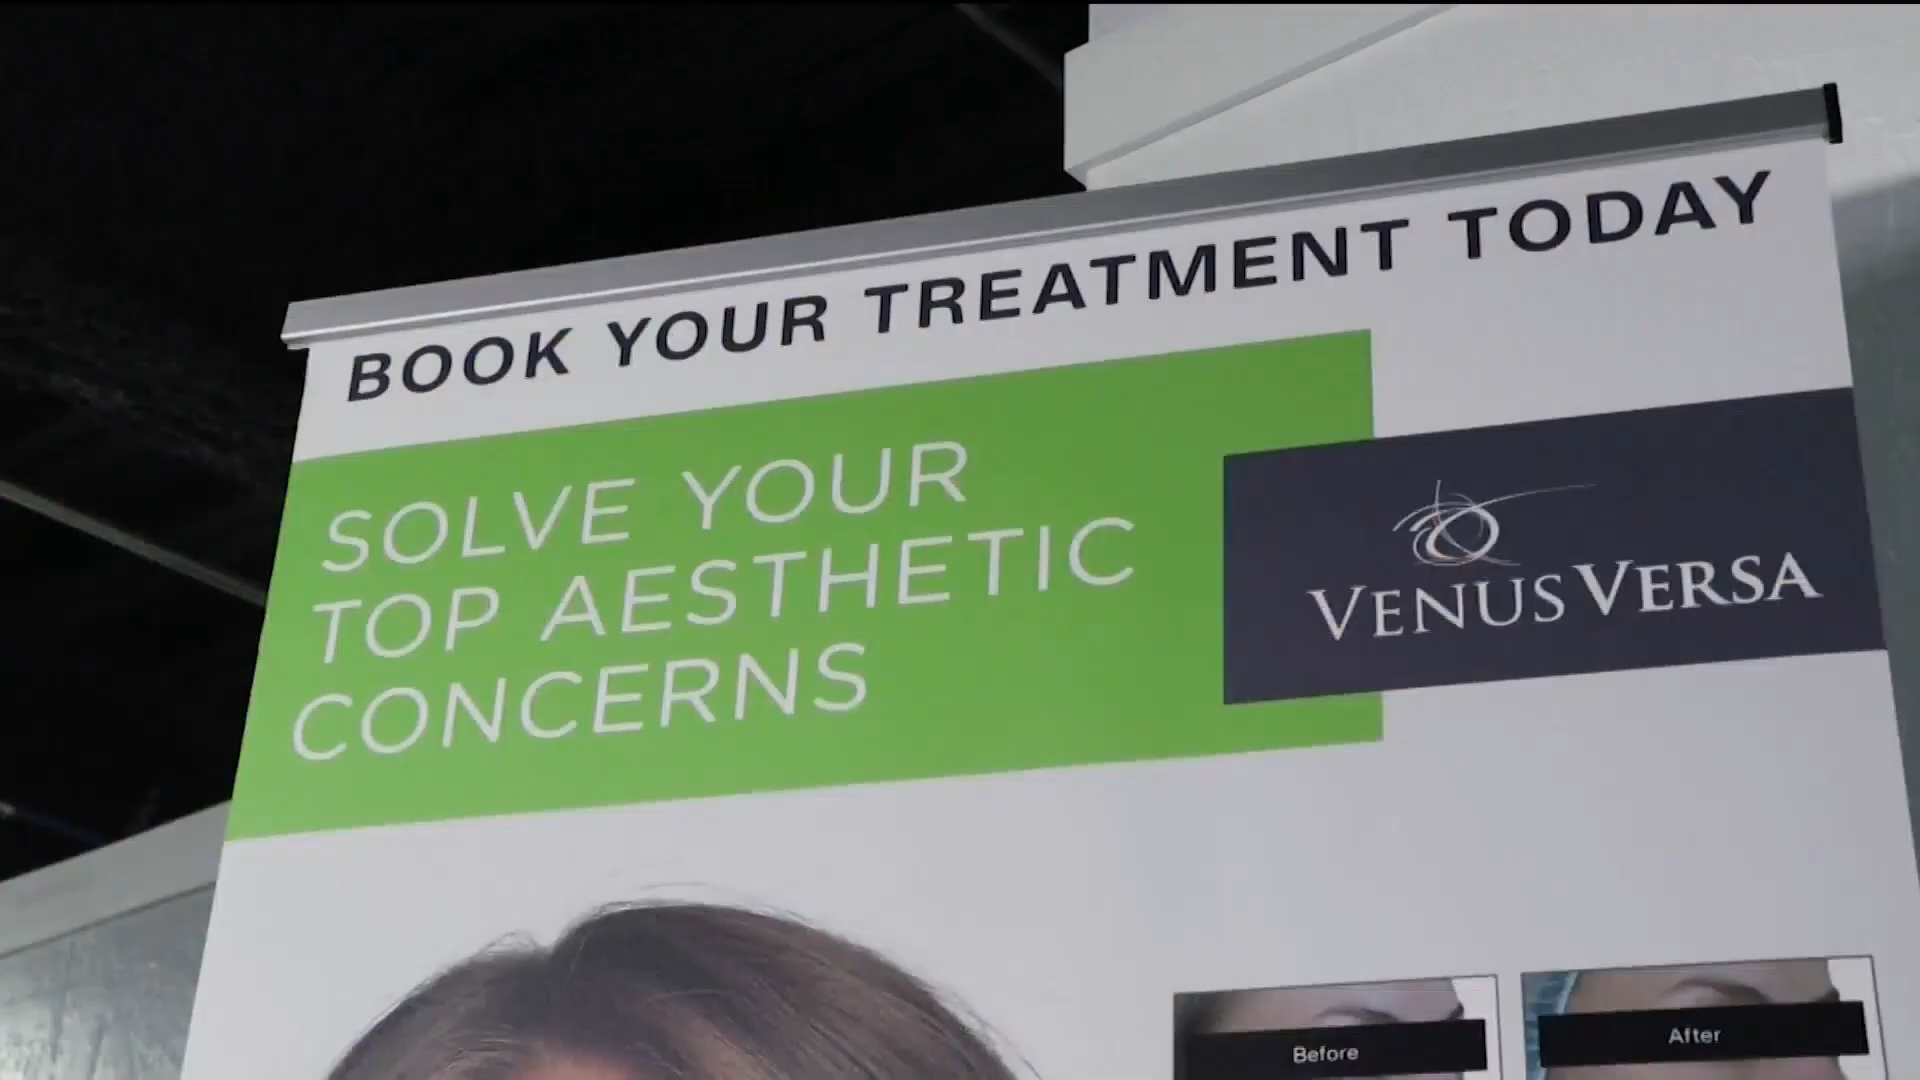 BOOK YOUR TREATMENT TODAY
SOLVE YOUR
TOP AESTHETIC
CONCERNS
VENUS VERSA
Before
After